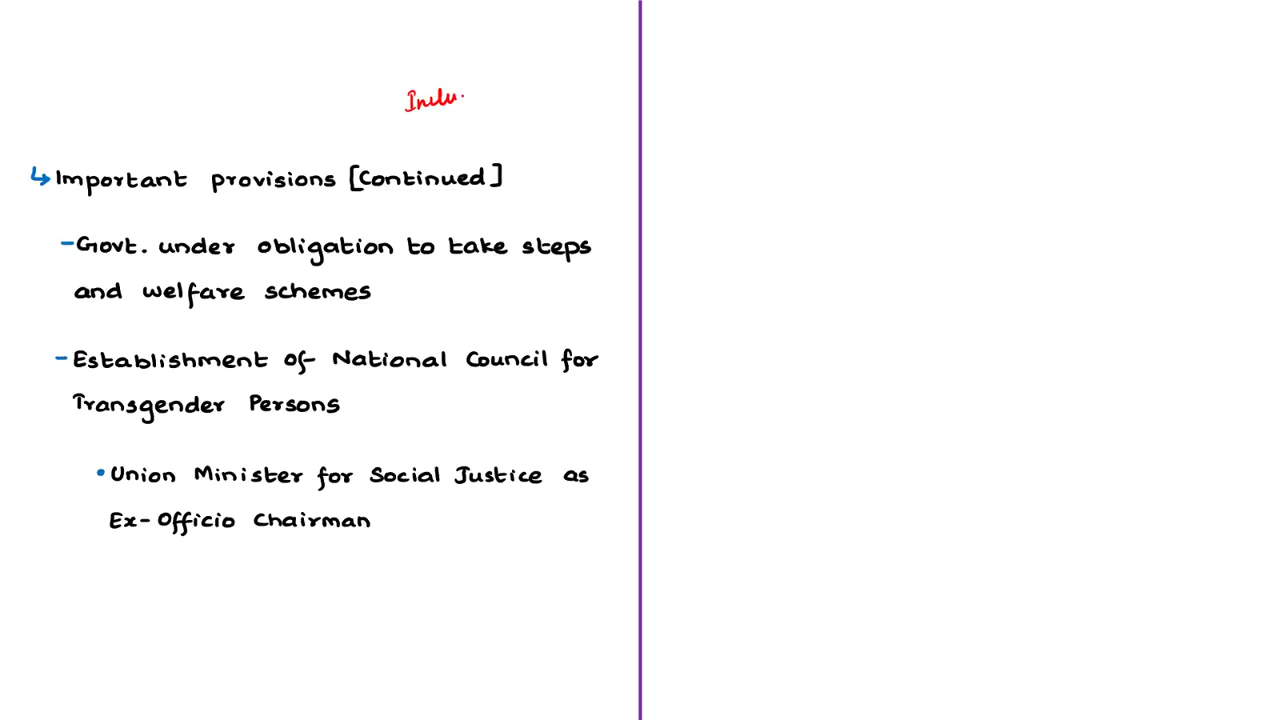 Inclu.
↳ Important provisions [Continued]
- Govt. under obligation to take steps
and welfare schemes
- Establishment of National Council for
Transgender Persons
• Union Minister for Social Justice as
Ex-Officio Chairman